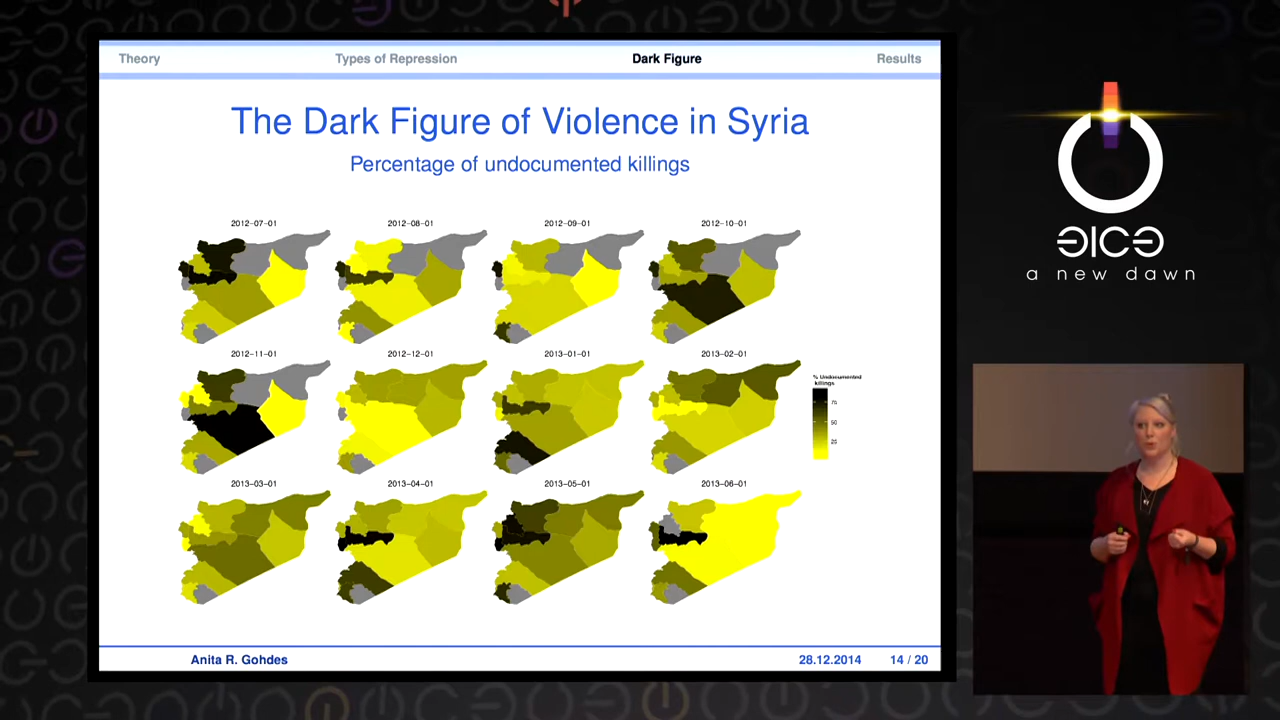 Theory Types of Repression Dark Figure Results
The Dark Figure of Violence in Syria
Percentage of undocumented killings
2012-07-01 2012-08-01 2012-09-01 2012-10-01
2012-11-01 2012-12-01 2013-01-01 2013-02-01
% Undocumented
killings
75
50
25
2013-03-01 2013-04-01 2013-05-01 2013-06-01
Anita R. Gohdes 28.12.2014 14 / 20
a new dawn